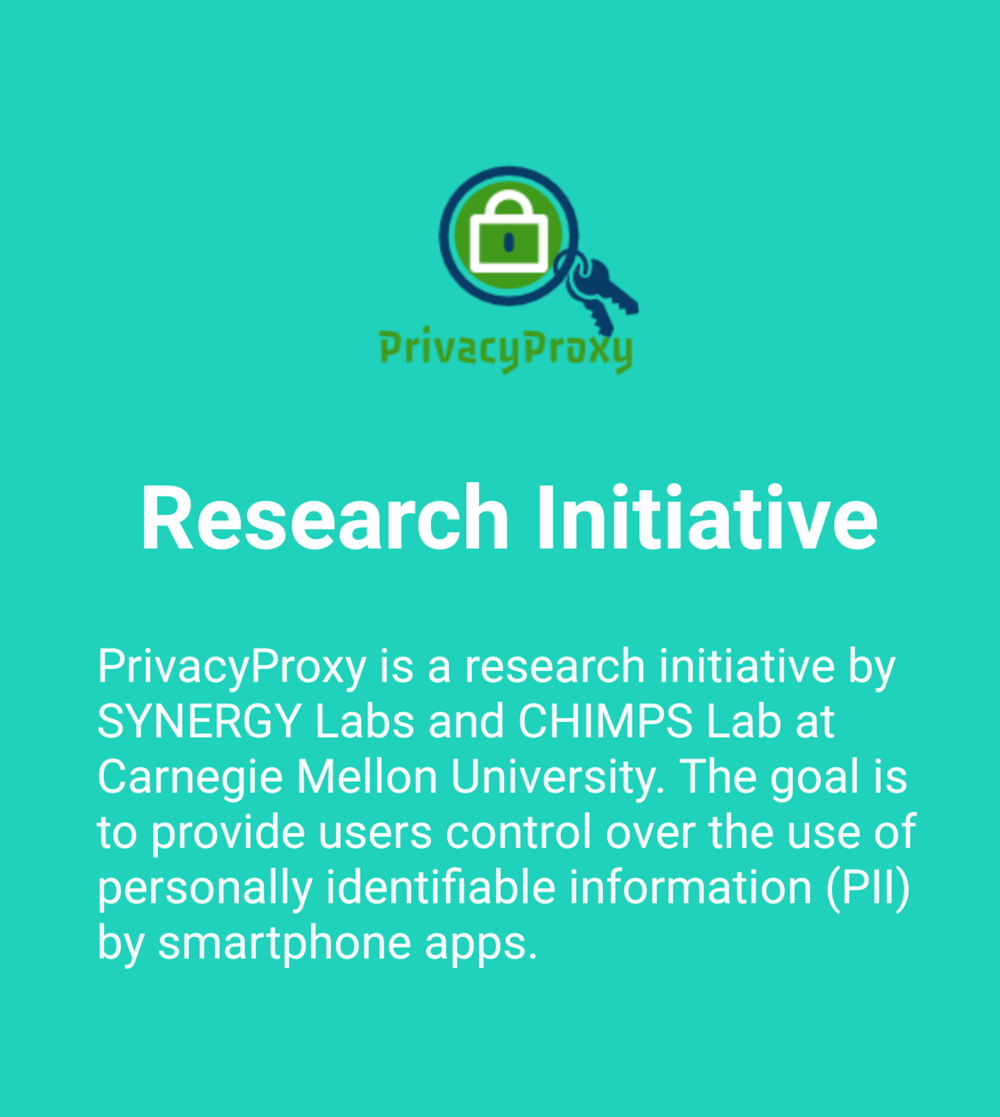 PrivacyProxy
Research Initiative
PrivacyProxy is a research initiative by
SYNERGY Labs and CHIMPS Lab at
Carnegie Mellon University. The goal is
to provide users control over the use of
personally identifiable information (PII)
by smartphone apps.